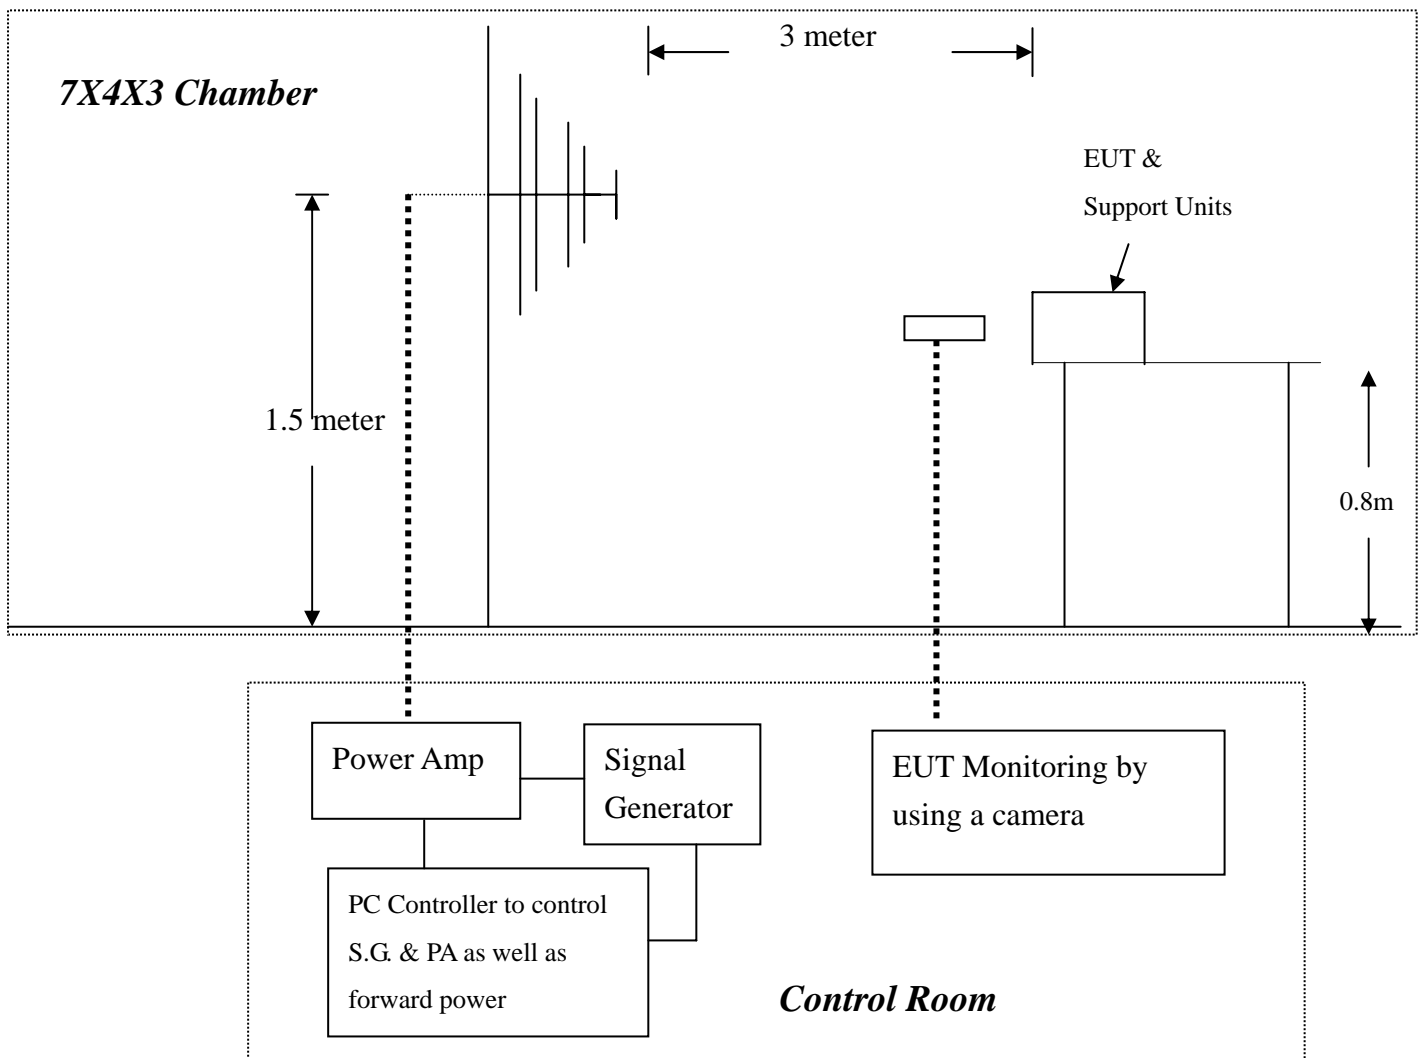 3 meter
7X4X3 Chamber
EUT &
Support Units
1.5 meter
0.8m
Power Amp
Signal
Generator
EUT Monitoring by
using a camera
PC Controller to control
S.G. & PA as well as
forward power
Control Room